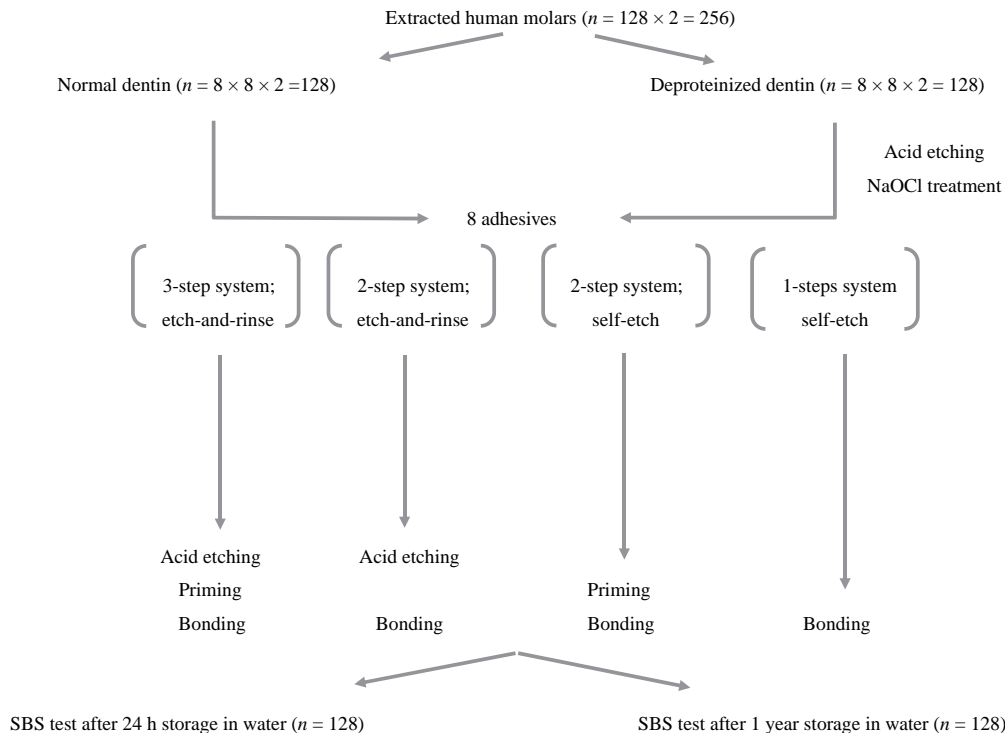 Extracted human molars (n = 128 × 2 = 256)
Normal dentin (n = 8 × 8 × 2 =128)
Deproteinized dentin (n = 8 × 8 × 2 = 128)
Acid etching
NaOCl treatment
8 adhesives
3-step system;
etch-and-rinse
2-step system;
etch-and-rinse
2-step system;
self-etch
1-steps system
self-etch
Acid etching
Priming
Bonding
Acid etching
Bonding
Priming
Bonding
Bonding
SBS test after 24 h storage in water (n = 128)
SBS test after 1 year storage in water (n = 128)